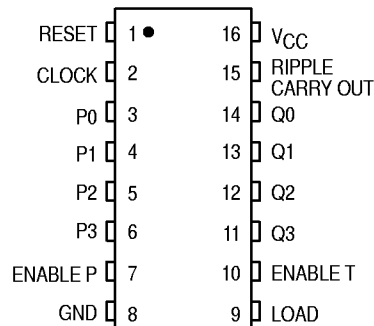 RESET 1 16 VCC
CLOCK 2 15 RIPPLE
CARRY OUT
P0 3 14 Q0
P1 4 13 Q1
P2 5 12 Q2
P3 6 11 Q3
ENABLE P 7 10 ENABLE T
GND 8 9 LOAD